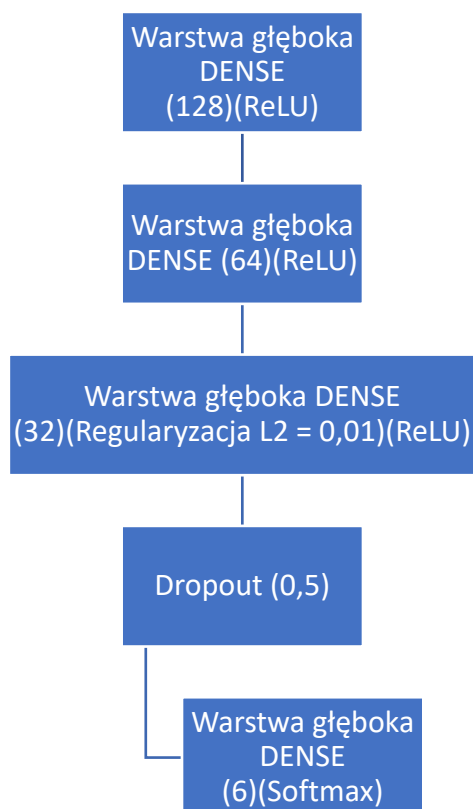 Warstwa głęboka
DENSE
(128)(ReLU)
Warstwa głęboka
DENSE (64)(ReLU)
Warstwa głęboka DENSE
(32)(Regularyzacja L2 = 0,01)(ReLU)
Dropout (0,5)
Warstwa głęboka
DENSE
(6)(Softmax)